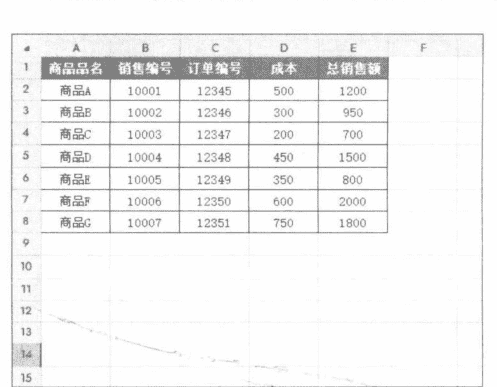 A B C D E F
1 商品品名 销售编号 订单编号 成本 总销售额
2 商品A 10001 12345 500 1200
3 商品B 10002 12346 300 950
4 商品C 10003 12347 200 700
5 商品D 10004 12348 450 1500
6 商品E 10005 12349 350 800
7 商品F 10006 12350 600 2000
8 商品G 10007 12351 750 1800
9
10
11
12
13
14
15